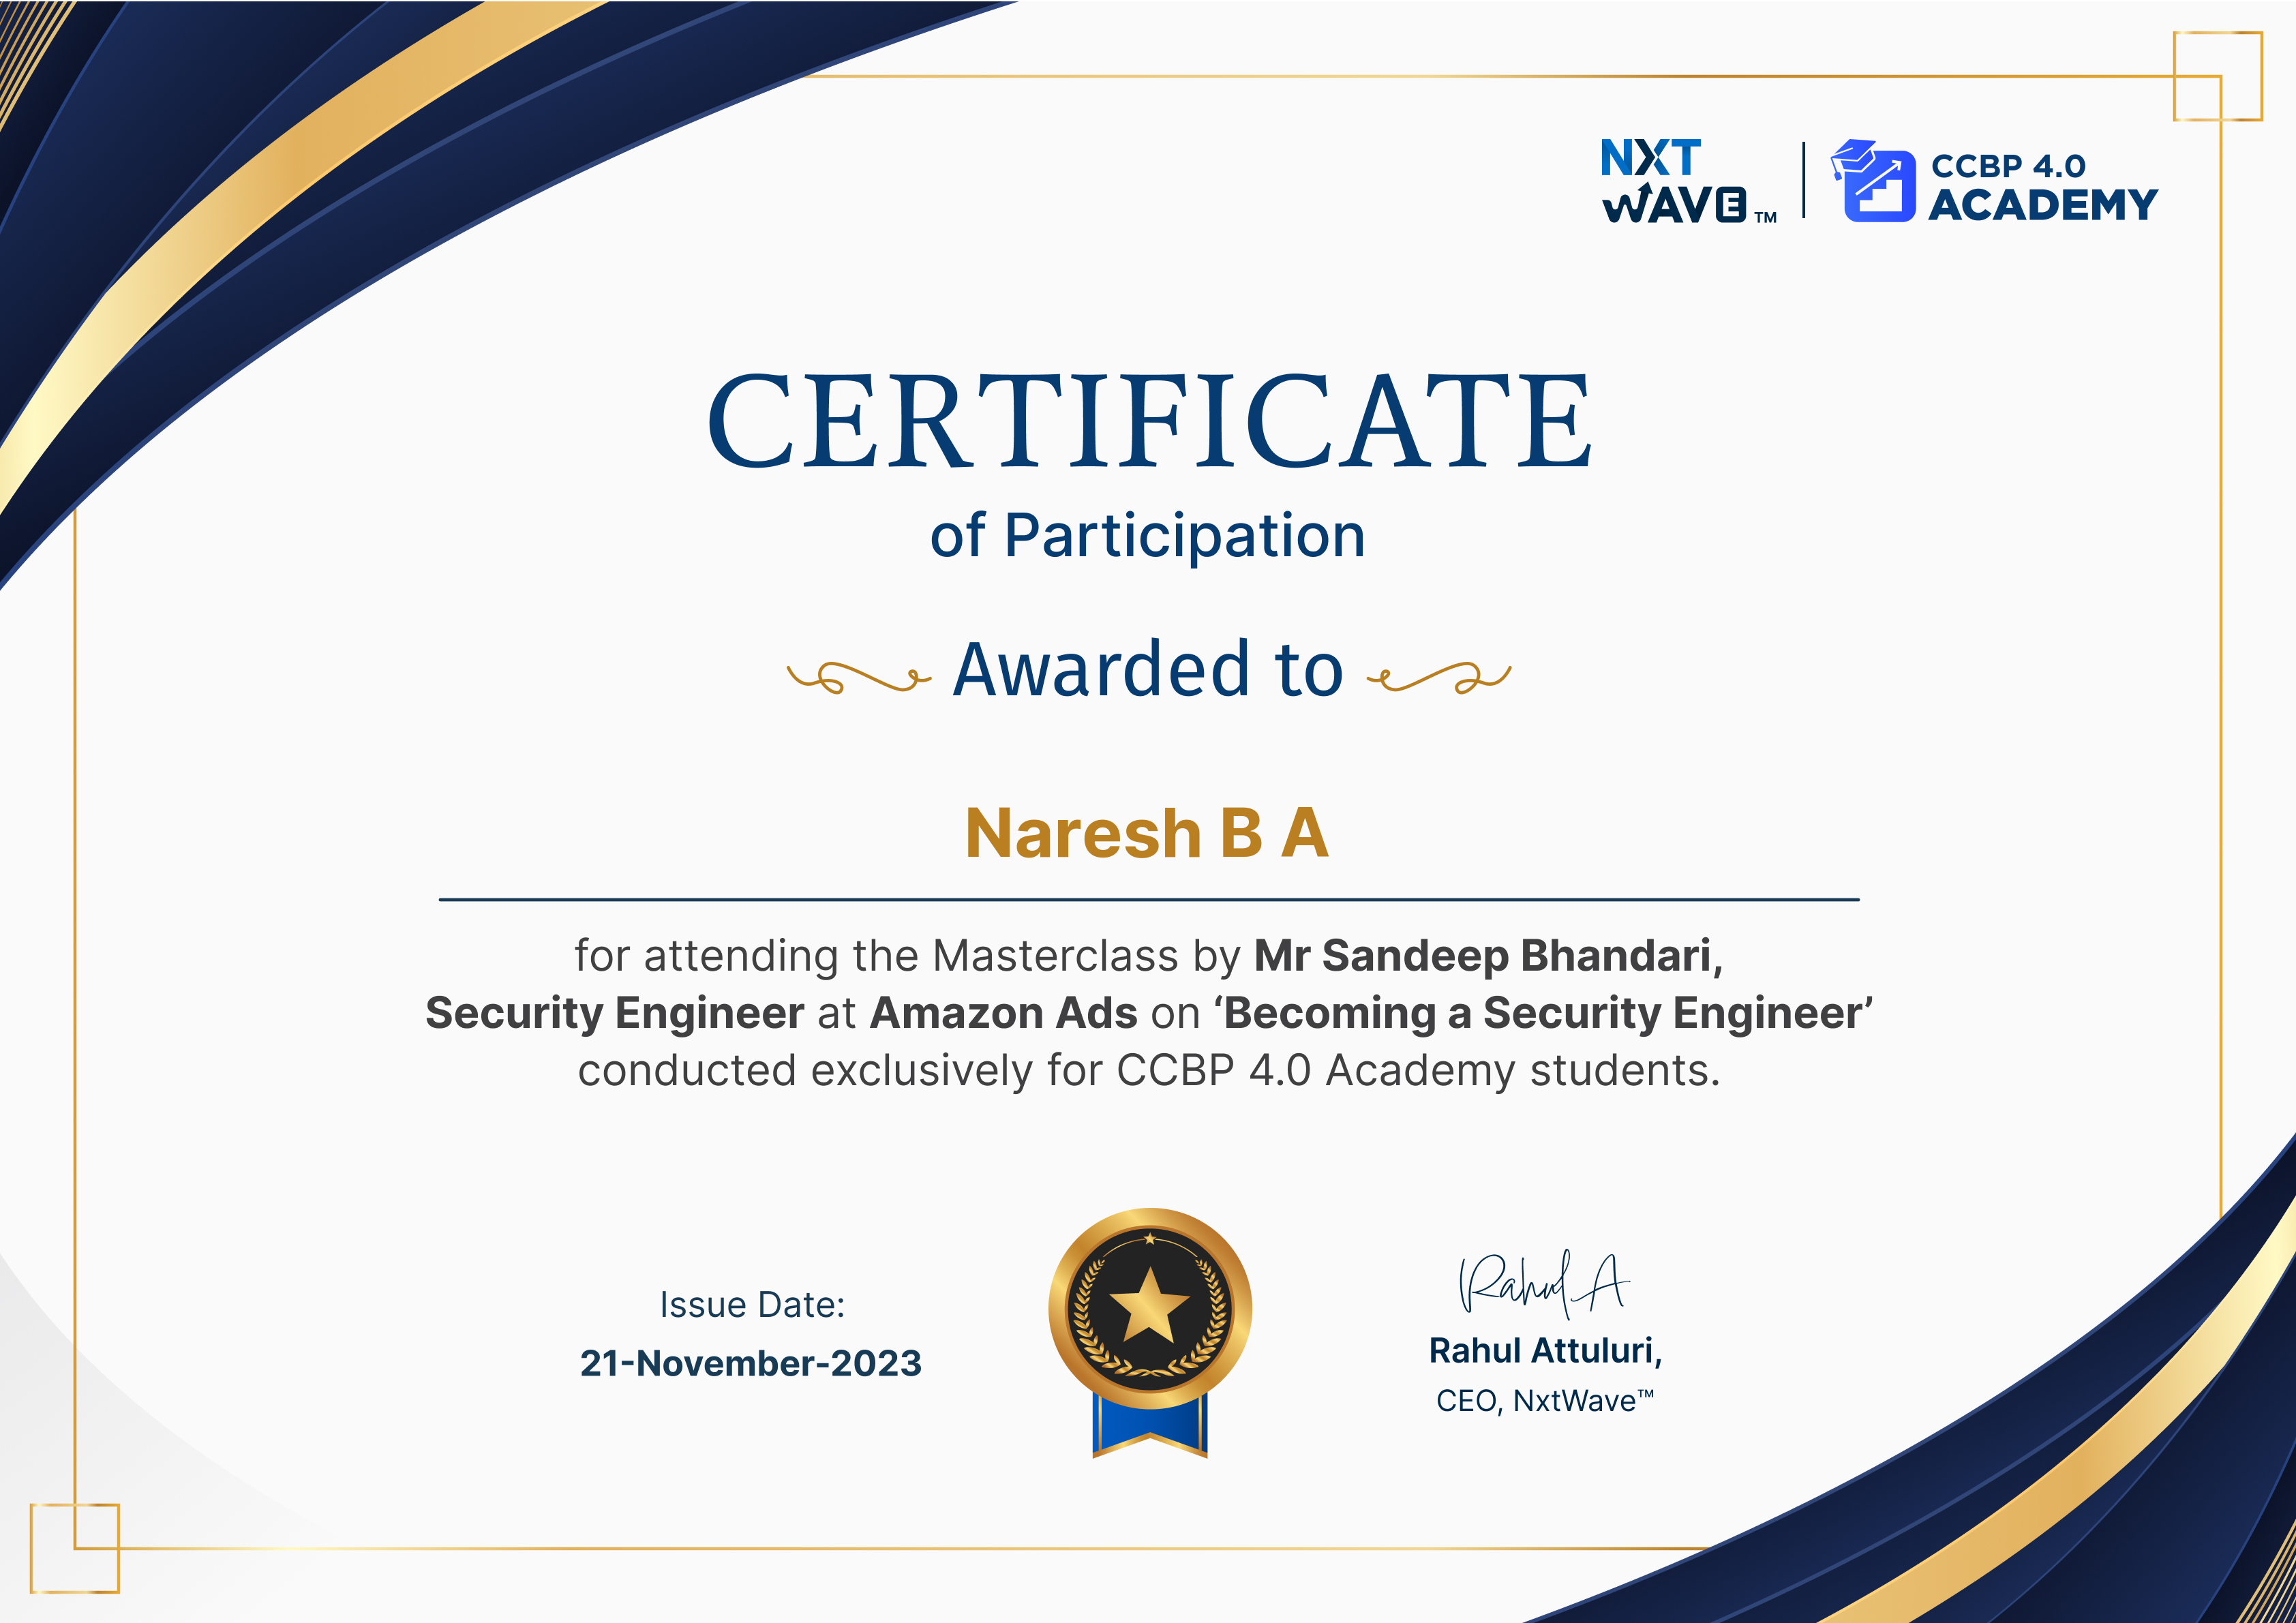 NXT
WAVE™
CCBP 4.0
ACADEMY
CERTIFICATE
of Participation
Awarded to
Naresh B A
for attending the Masterclass by Mr Sandeep Bhandari,
Security Engineer at Amazon Ads on ‘Becoming a Security Engineer’
conducted exclusively for CCBP 4.0 Academy students.
Issue Date:
21-November-2023
Rahul A
Rahul Attuluri,
CEO, NxtWave™